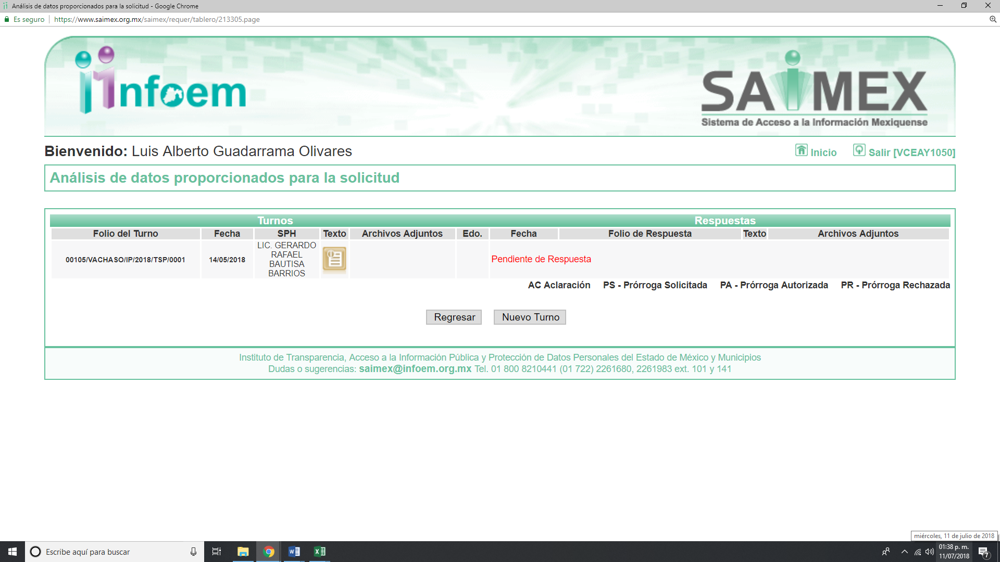 Análisis de datos proporcionados para la solicitud - Google Chrome
Es seguro | https://www.saimex.org.mx/saimex/requer/tablero/213305.page
infoem
SAiMEX
Sistema de Acceso a la Información Mexiquense
Bienvenido: Luis Alberto Guadarrama Olivares
Inicio Salir [VCEAY1050]
Análisis de datos proporcionados para la solicitud
Turnos Respuestas
Folio del Turno Fecha SPH Texto Archivos Adjuntos Edo. Fecha Folio de Respuesta Texto Archivos Adjuntos
00105/VACHASO/IP/2018/TSP/0001 14/05/2018 LIC. GERARDO
RAFAEL
BAUTISA
BARRIOS
Pendiente de Respuesta
AC Aclaración PS - Prórroga Solicitada PA - Prórroga Autorizada PR - Prórroga Rechazada
Regresar Nuevo Turno
Instituto de Transparencia, Acceso a la Información Pública y Protección de Datos Personales del Estado de México y Municipios
Dudas o sugerencias: saimex@infoem.org.mx Tel. 01 800 8210441 (01 722) 2261680, 2261983 ext. 101 y 141
miércoles, 11 de julio de 2018
Escribe aquí para buscar
01:38 p. m.
11/07/2018
7